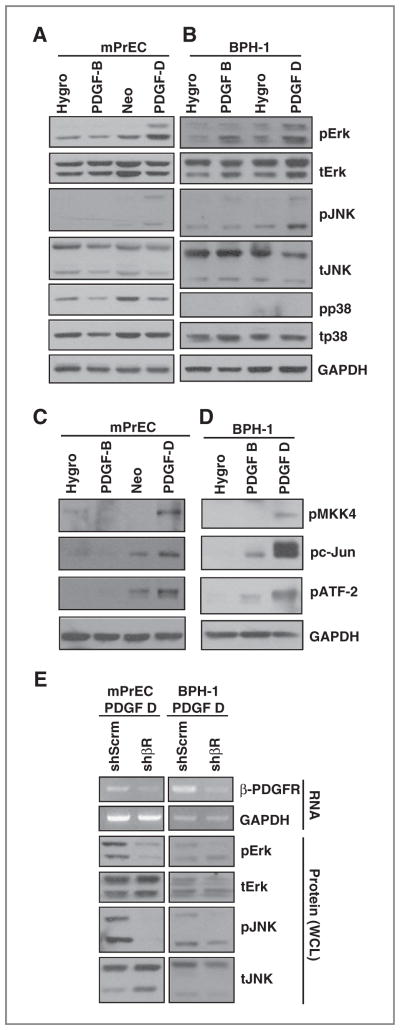 A
B
mPrEC
BPH-1
Hygro
PDGF-B
Neo
PDGF-D
Hygro
PDGF B
Hygro
PDGF D
pErk
tErk
pJNK
tJNK
pp38
tp38
GAPDH
C
D
mPrEC
BPH-1
Hygro
PDGF-B
Neo
PDGF-D
Hygro
PDGF B
PDGF D
pMKK4
pc-Jun
pATF-2
GAPDH
E
mPrEC
PDGF D
BPH-1
PDGF D
shScrm
shβR
shScrm
shβR
β-PDGFR
GAPDH
RNA
pErk
tErk
pJNK
tJNK
Protein (WCL)